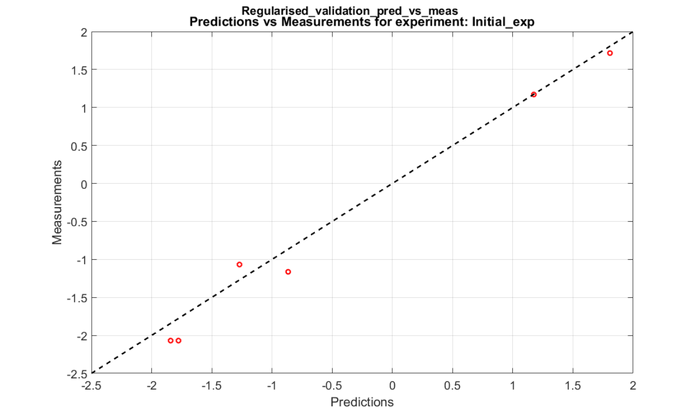 Regularised_validation_pred_vs_meas
Predictions vs Measurements for experiment: Initial_exp
2
1.5
1
0.5
0
-0.5
-1
-1.5
-2
-2.5
Measurements
-2.5 -2 -1.5 -1 -0.5 0 0.5 1 1.5 2
Predictions